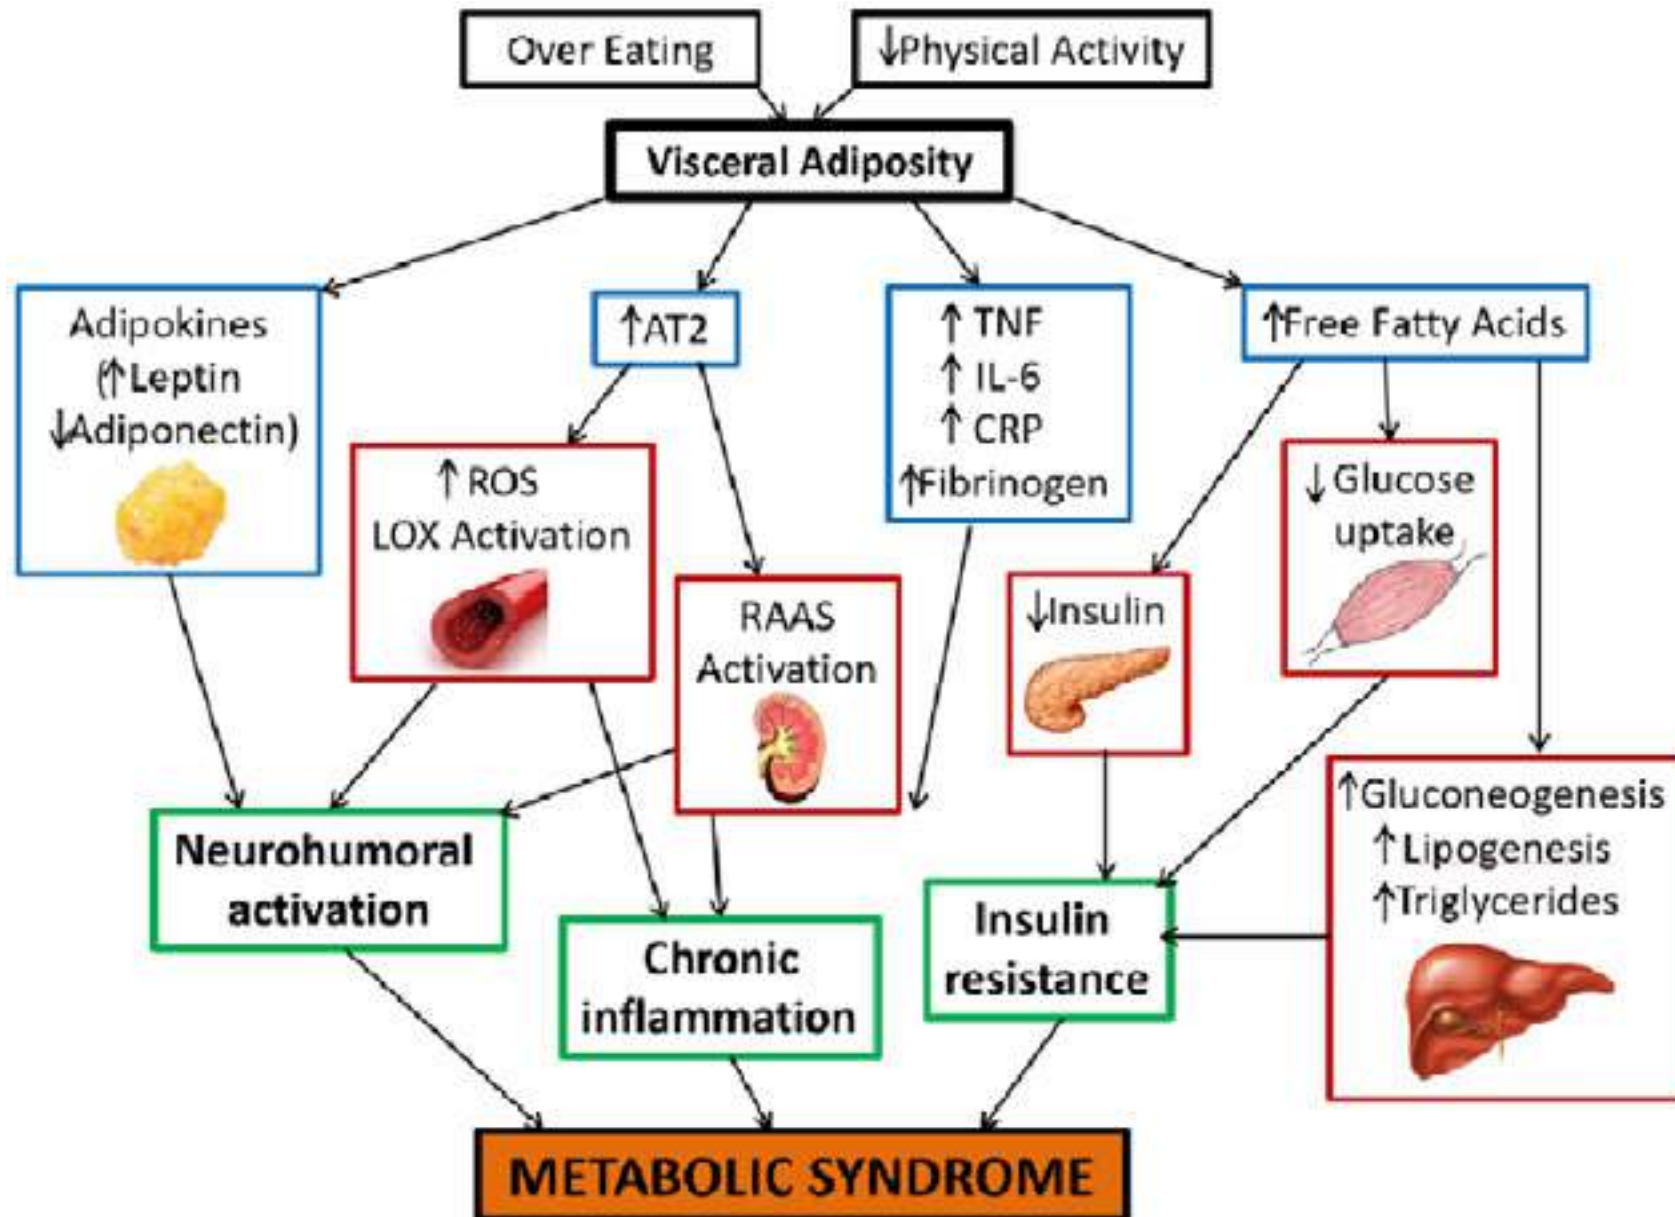 Over Eating
↓Physical Activity
Visceral Adiposity
Adipokines
(↑Leptin
↓Adiponectin)
↑AT2
↑ TNF
↑ IL-6
↑ CRP
↑Fibrinogen
↑Free Fatty Acids
↑ ROS
LOX Activation
RAAS
Activation
↓Insulin
↓ Glucose
uptake
↑Gluconeogenesis
↑ Lipogenesis
↑Triglycerides
Neurohumoral
activation
Chronic
inflammation
Insulin
resistance
METABOLIC SYNDROME